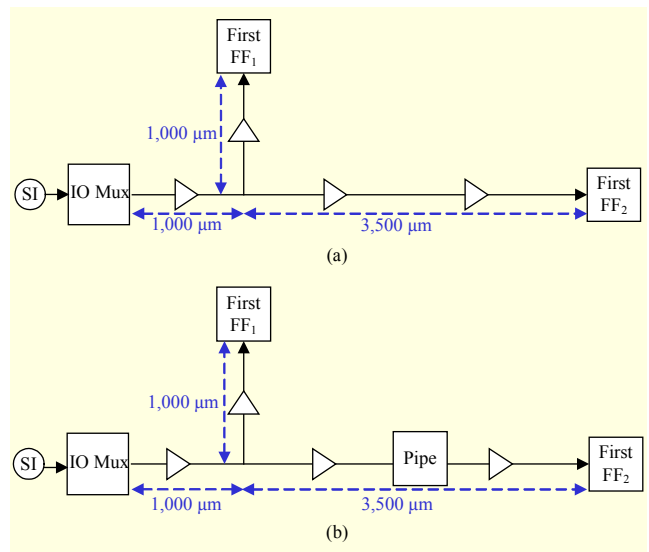 First
FF₁
1,000 µm
SI
IO Mux
First
FF₂
1,000 µm
3,500 µm
(a)
First
FF₁
1,000 µm
SI
IO Mux
Pipe
First
FF₂
1,000 µm
3,500 µm
(b)